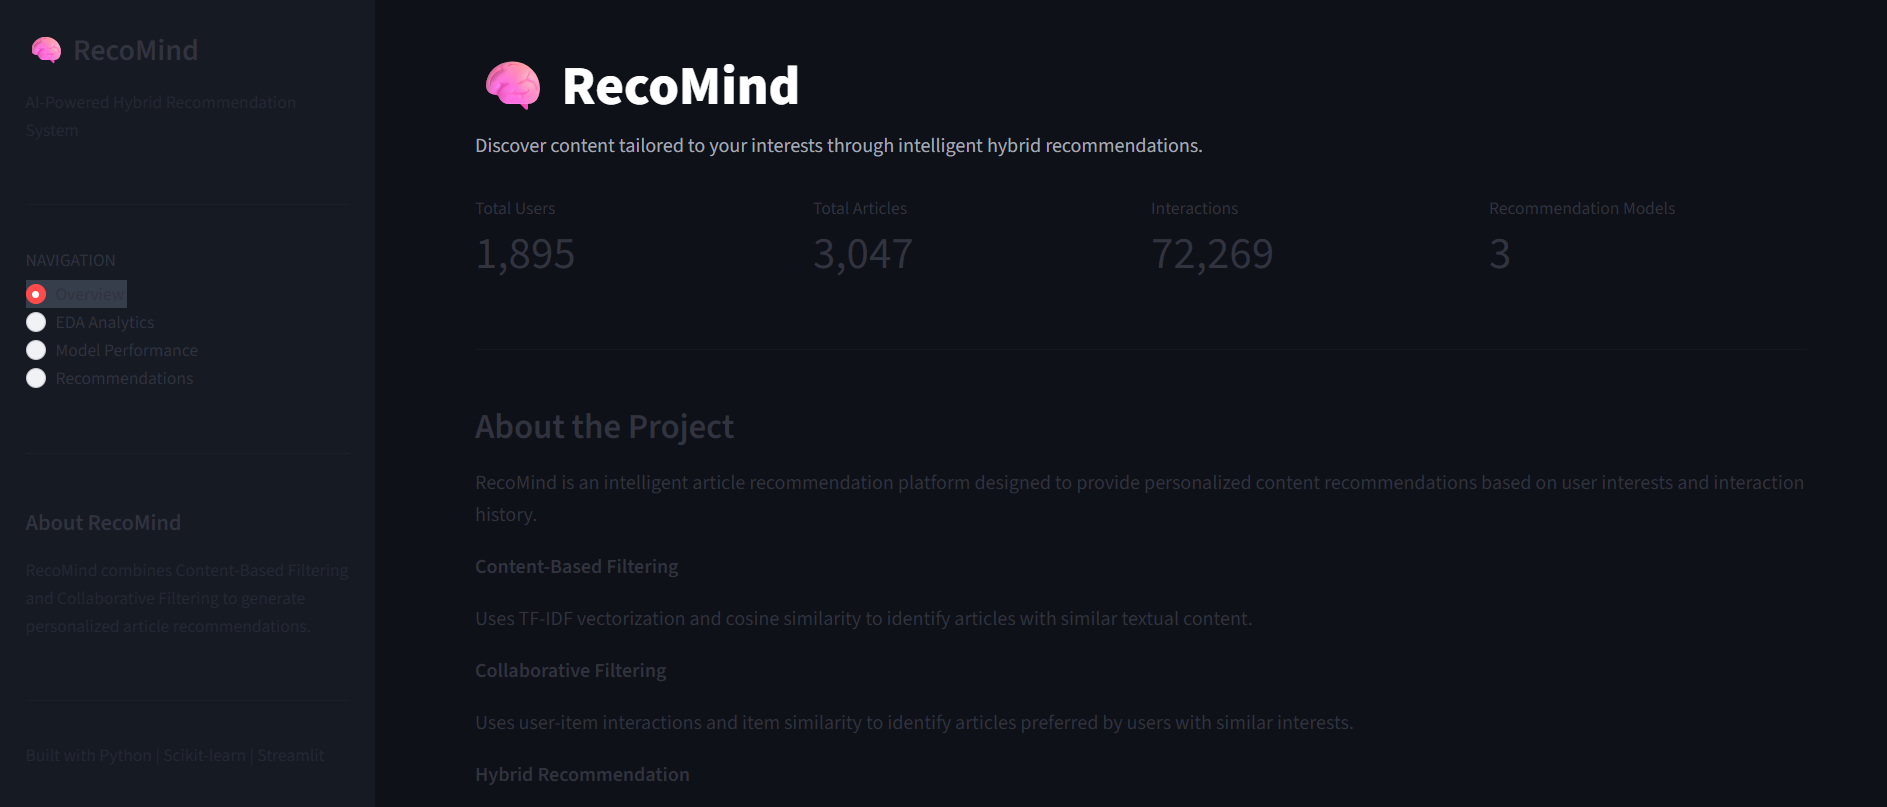 RecoMind
AI-Powered Hybrid Recommendation
System
NAVIGATION
Overview
EDA Analytics
Model Performance
Recommendations
About RecoMind
RecoMind combines Content-Based Filtering
and Collaborative Filtering to generate
personalized article recommendations.
Built with Python | Scikit-learn | Streamlit
RecoMind
Discover content tailored to your interests through intelligent hybrid recommendations.
Total Users
1,895
Total Articles
3,047
Interactions
72,269
Recommendation Models
3
About the Project
RecoMind is an intelligent article recommendation platform designed to provide personalized content recommendations based on user interests and interaction
history.
Content-Based Filtering
Uses TF-IDF vectorization and cosine similarity to identify articles with similar textual content.
Collaborative Filtering
Uses user-item interactions and item similarity to identify articles preferred by users with similar interests.
Hybrid Recommendation